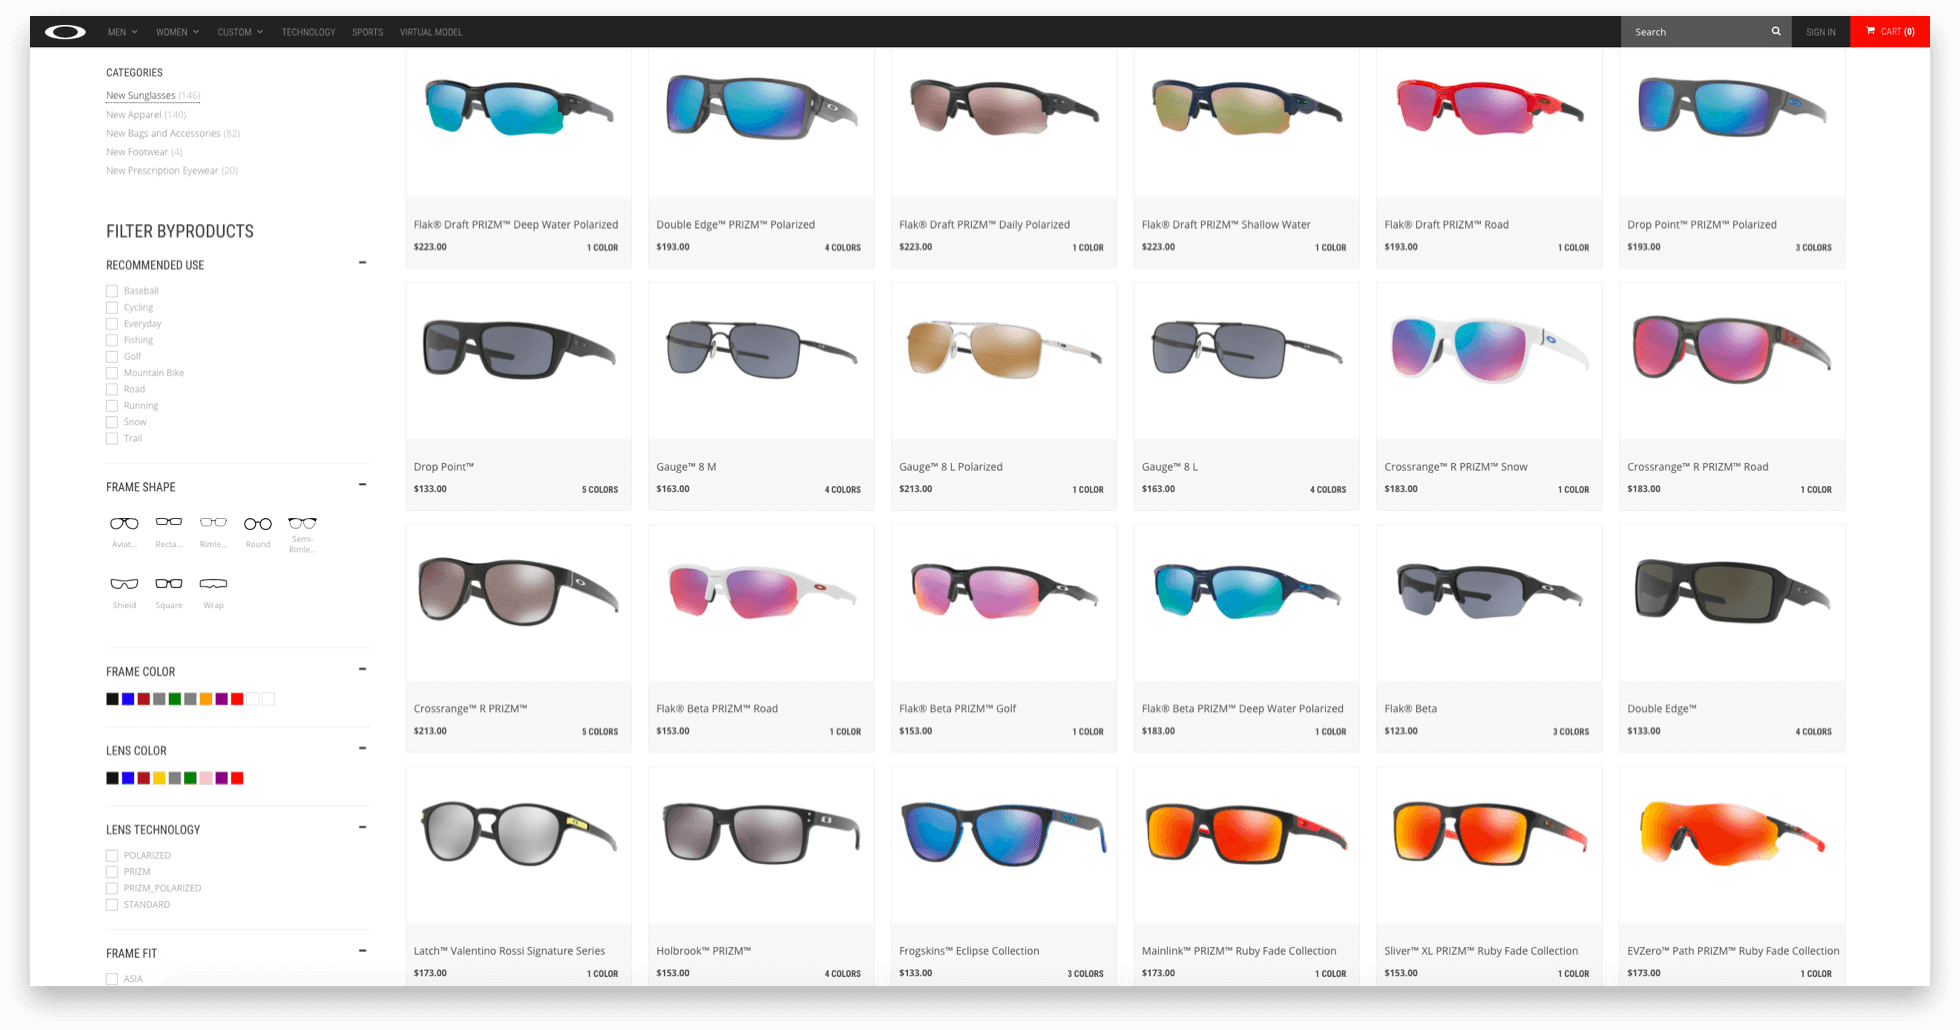 MEN WOMEN CUSTOM TECHNOLOGY SPORTS VIRTUAL MODEL Search SIGN IN CART (0)
CATEGORIES
New Sunglasses (146)
New Apparel (140)
New Bags and Accessories (82)
New Footwear (4)
New Prescription Eyewear (20)
FILTER BYPRODUCTS
RECOMMENDED USE
Baseball
Cycling
Everyday
Fishing
Golf
Mountain Bike
Road
Running
Snow
Trail
FRAME SHAPE
Aviat... Recta... Rimle... Round Semi-
Rimle...
Shield Square Wrap
FRAME COLOR
LENS COLOR
LENS TECHNOLOGY
POLARIZED
PRIZM
PRIZM_POLARIZED
STANDARD
FRAME FIT
ASIA
Flak® Draft PRIZM™ Deep Water Polarized
$223.00 1 COLOR
Double Edge™ PRIZM™ Polarized
$193.00 4 COLORS
Flak® Draft PRIZM™ Daily Polarized
$223.00 1 COLOR
Flak® Draft PRIZM™ Shallow Water
$223.00 1 COLOR
Flak® Draft PRIZM™ Road
$193.00 1 COLOR
Drop Point™ PRIZM™ Polarized
$193.00 3 COLORS
Drop Point™
$133.00 5 COLORS
Gauge™ 8 M
$163.00 4 COLORS
Gauge™ 8 L Polarized
$213.00 1 COLOR
Gauge™ 8 L
$163.00 4 COLORS
Crossrange™ R PRIZM™ Snow
$183.00 1 COLOR
Crossrange™ R PRIZM™ Road
$183.00 1 COLOR
Crossrange™ R PRIZM™
$213.00 5 COLORS
Flak® Beta PRIZM™ Road
$153.00 1 COLOR
Flak® Beta PRIZM™ Golf
$153.00 1 COLOR
Flak® Beta PRIZM™ Deep Water Polarized
$183.00 1 COLOR
Flak® Beta
$123.00 3 COLORS
Double Edge™
$133.00 4 COLORS
Latch™ Valentino Rossi Signature Series
$173.00 1 COLOR
Holbrook™ PRIZM™
$153.00 4 COLORS
Frogskins™ Eclipse Collection
$133.00 3 COLORS
Mainlink™ PRIZM™ Ruby Fade Collection
$173.00 1 COLOR
Sliver™ XL PRIZM™ Ruby Fade Collection
$153.00 1 COLOR
EVZero™ Path PRIZM™ Ruby Fade Collection
$173.00 1 COLOR